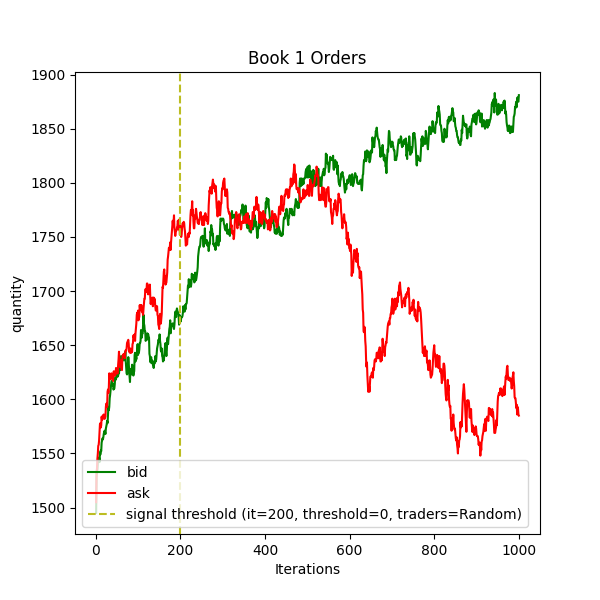 Book 1 Orders
quantity
1900
1850
1800
1750
1700
1650
1600
1550
1500
bid
ask
signal threshold (it=200, threshold=0, traders=Random)
0 200 400 600 800 1000
Iterations